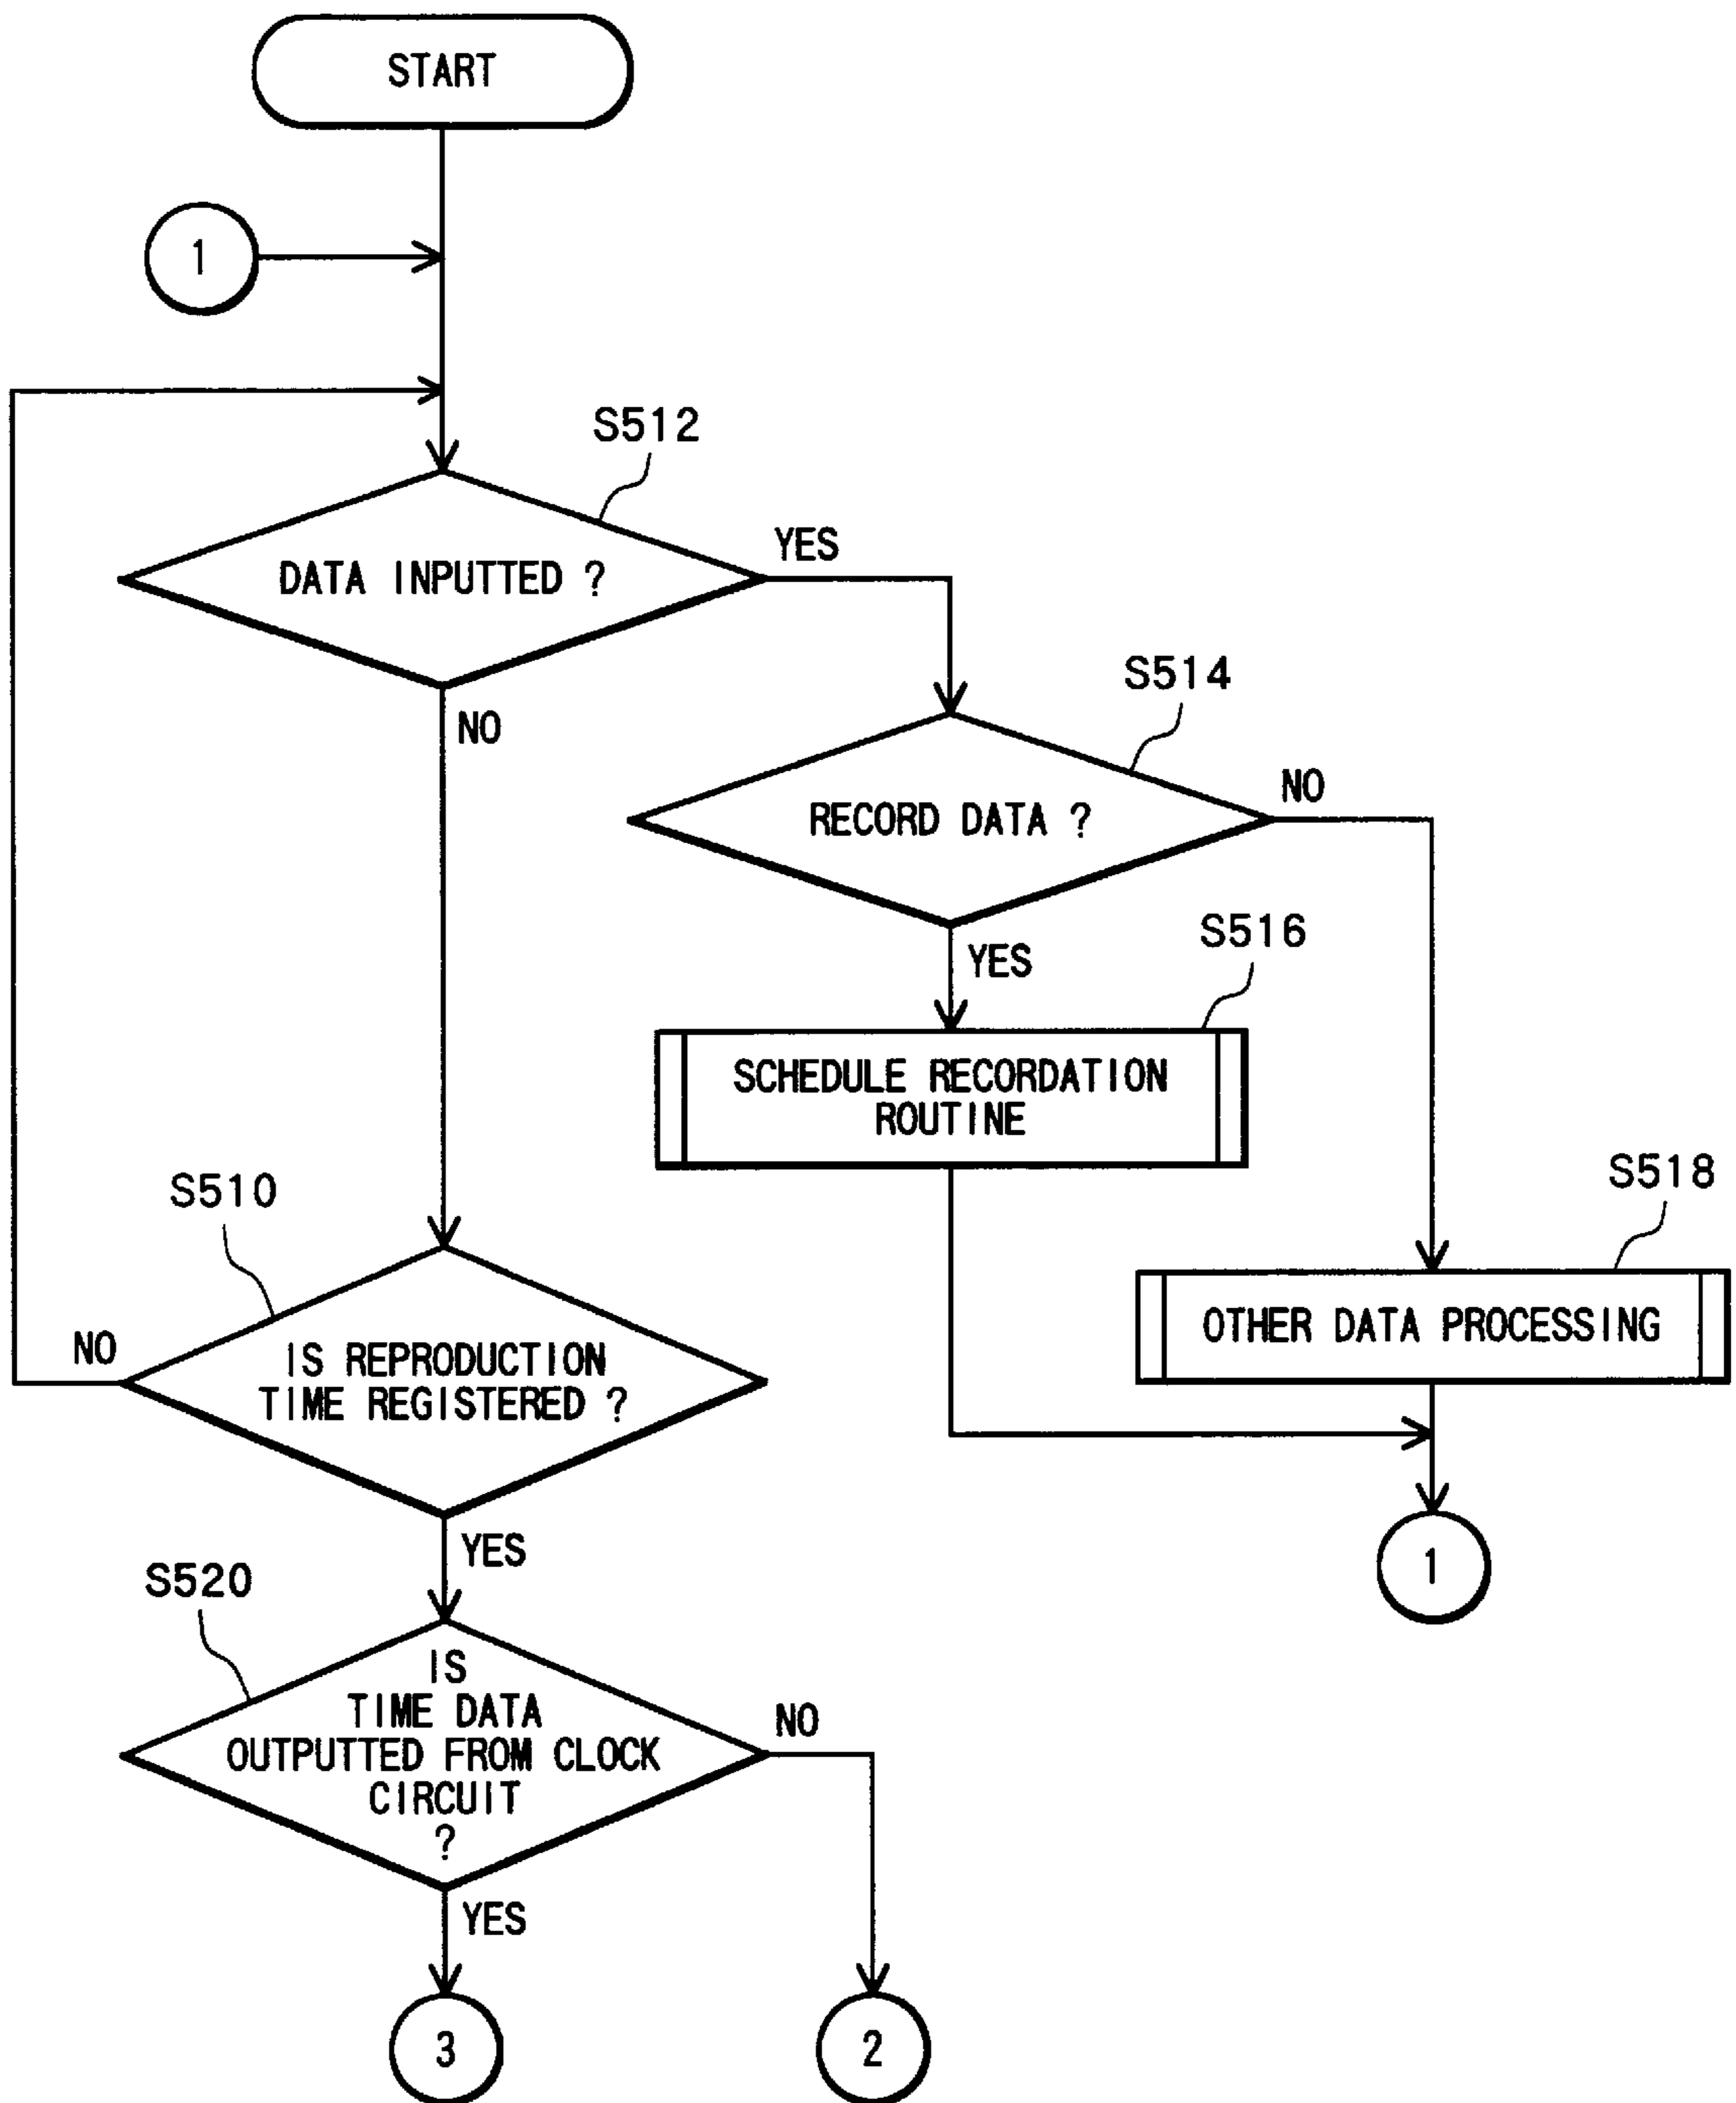 START
1
S512
DATA INPUTTED ?
YES
NO
S514
RECORD DATA ?
NO
YES
S516
SCHEDULE RECORDATION
ROUTINE
S518
OTHER DATA PROCESSING
1
S510
IS REPRODUCTION
TIME REGISTERED ?
NO
YES
S520
IS
TIME DATA
OUTPUTTED FROM CLOCK
CIRCUIT
?
NO
YES
3
2